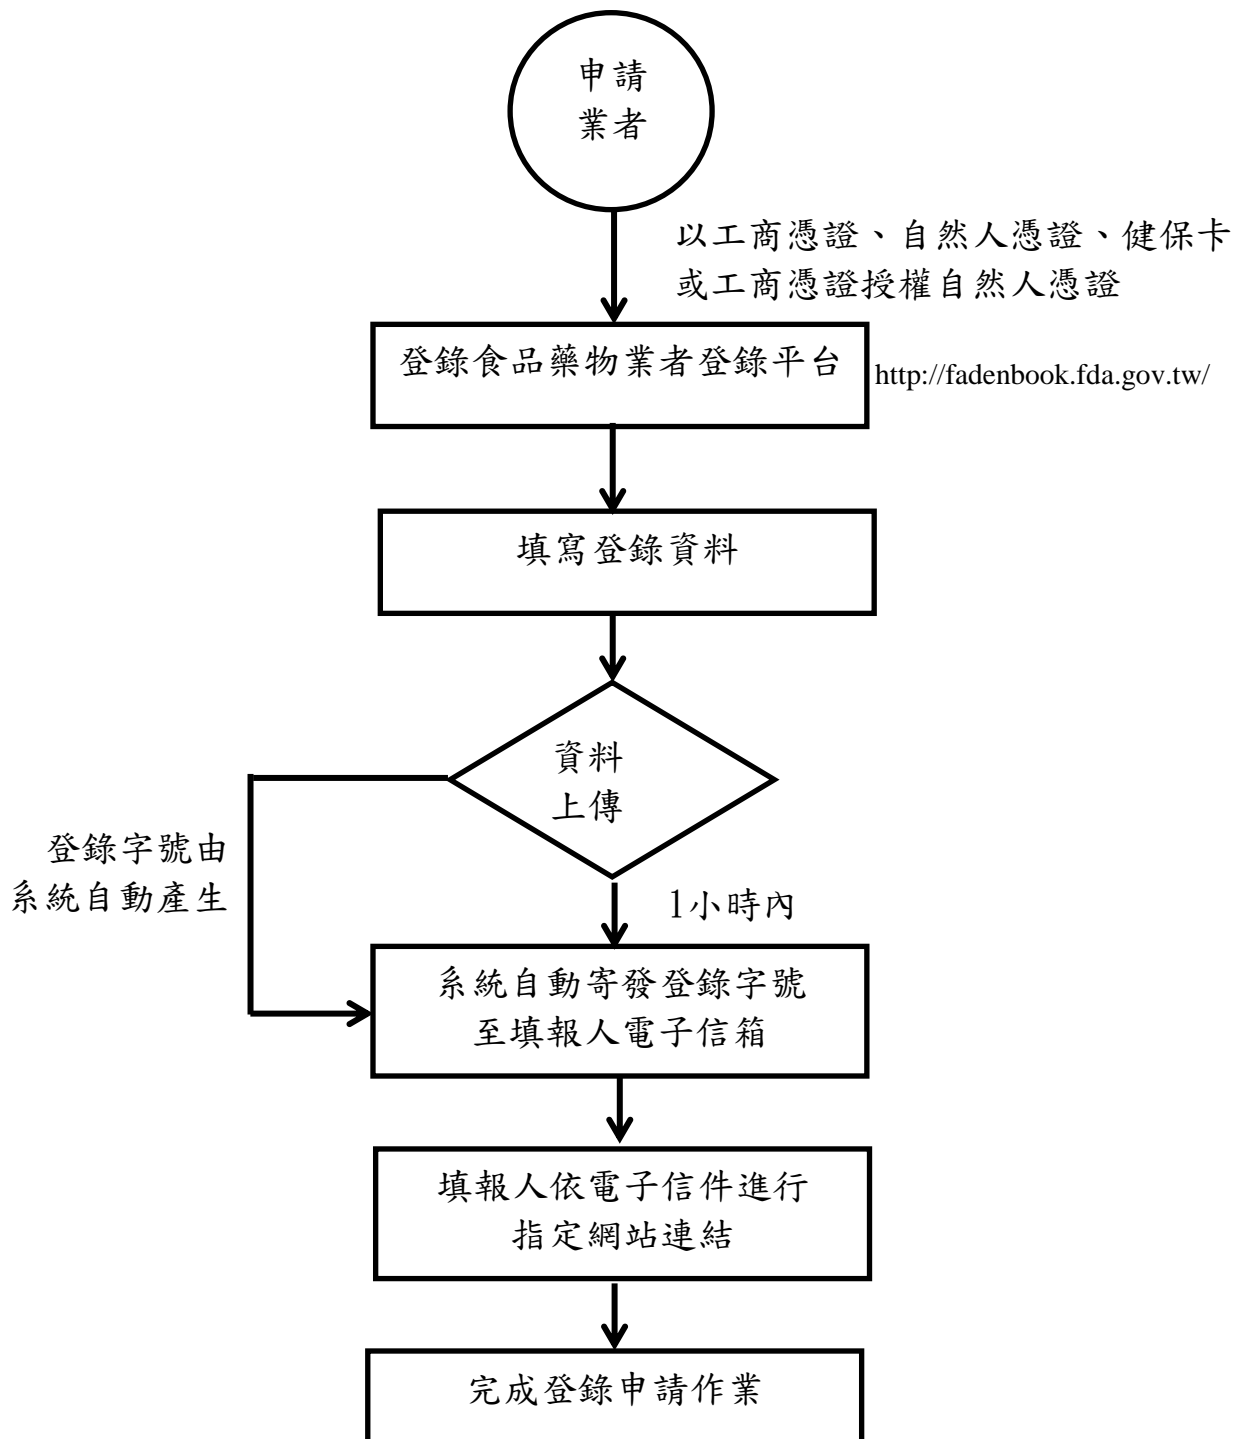 申請
業者
以工商憑證、自然人憑證、健保卡
或工商憑證授權自然人憑證
登錄食品藥物業者登錄平台
http://fadenbook.fda.gov.tw/
填寫登錄資料
資料
上傳
登錄字號由
系統自動產生
1小時內
系統自動寄發登錄字號
至填報人電子信箱
填報人依電子信件進行
指定網站連結
完成登錄申請作業